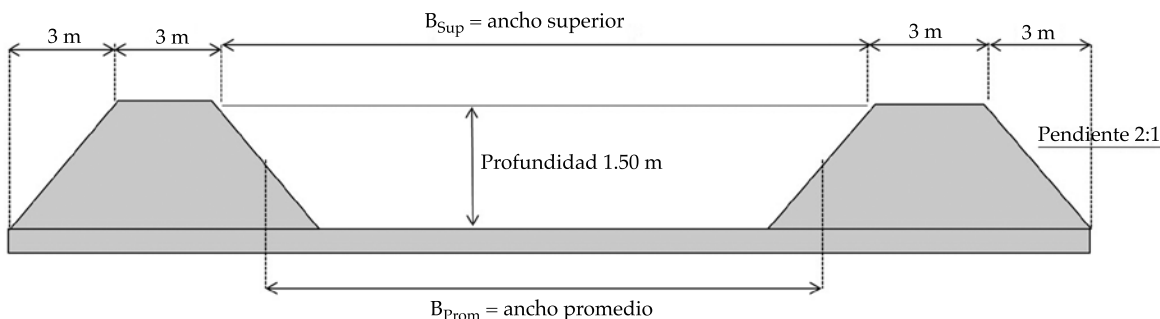 B_Sup = ancho superior
3 m
3 m
3 m
3 m
Pendiente 2:1
Profundidad 1.50 m
B_Prom = ancho promedio